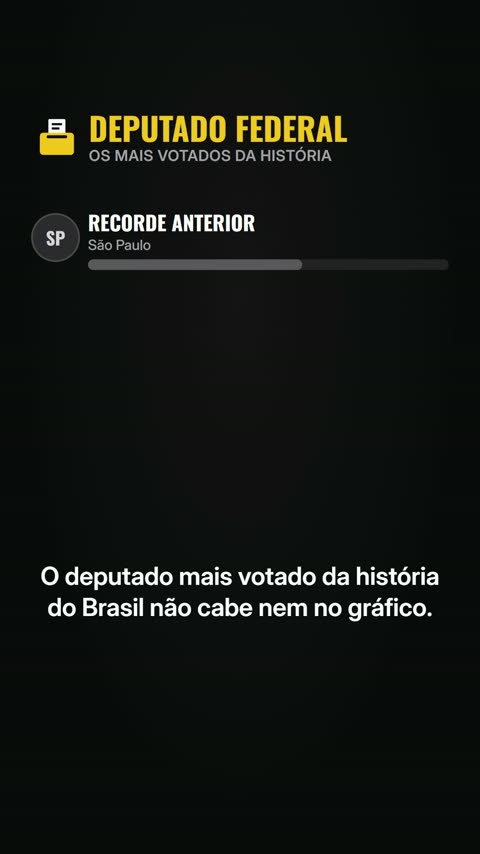 DEPUTADO FEDERAL
OS MAIS VOTADOS DA HISTÓRIA
SP
RECORDE ANTERIOR
São Paulo
O deputado mais votado da história
do Brasil não cabe nem no gráfico.